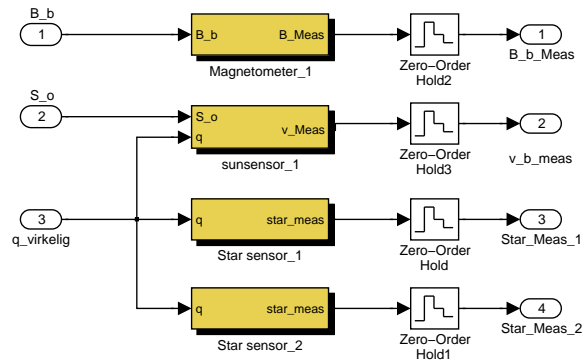 B_b
1
B_b
B_Meas
Magnetometer_1
Zero−Order
Hold2
1
B_b_Meas
S_o
2
S_o
q
v_Meas
sunsensor_1
Zero−Order
Hold3
2
v_b_meas
3
q_virkelig
q
star_meas
Star sensor_1
Zero−Order
Hold
3
Star_Meas_1
q
star_meas
Star sensor_2
Zero−Order
Hold1
4
Star_Meas_2